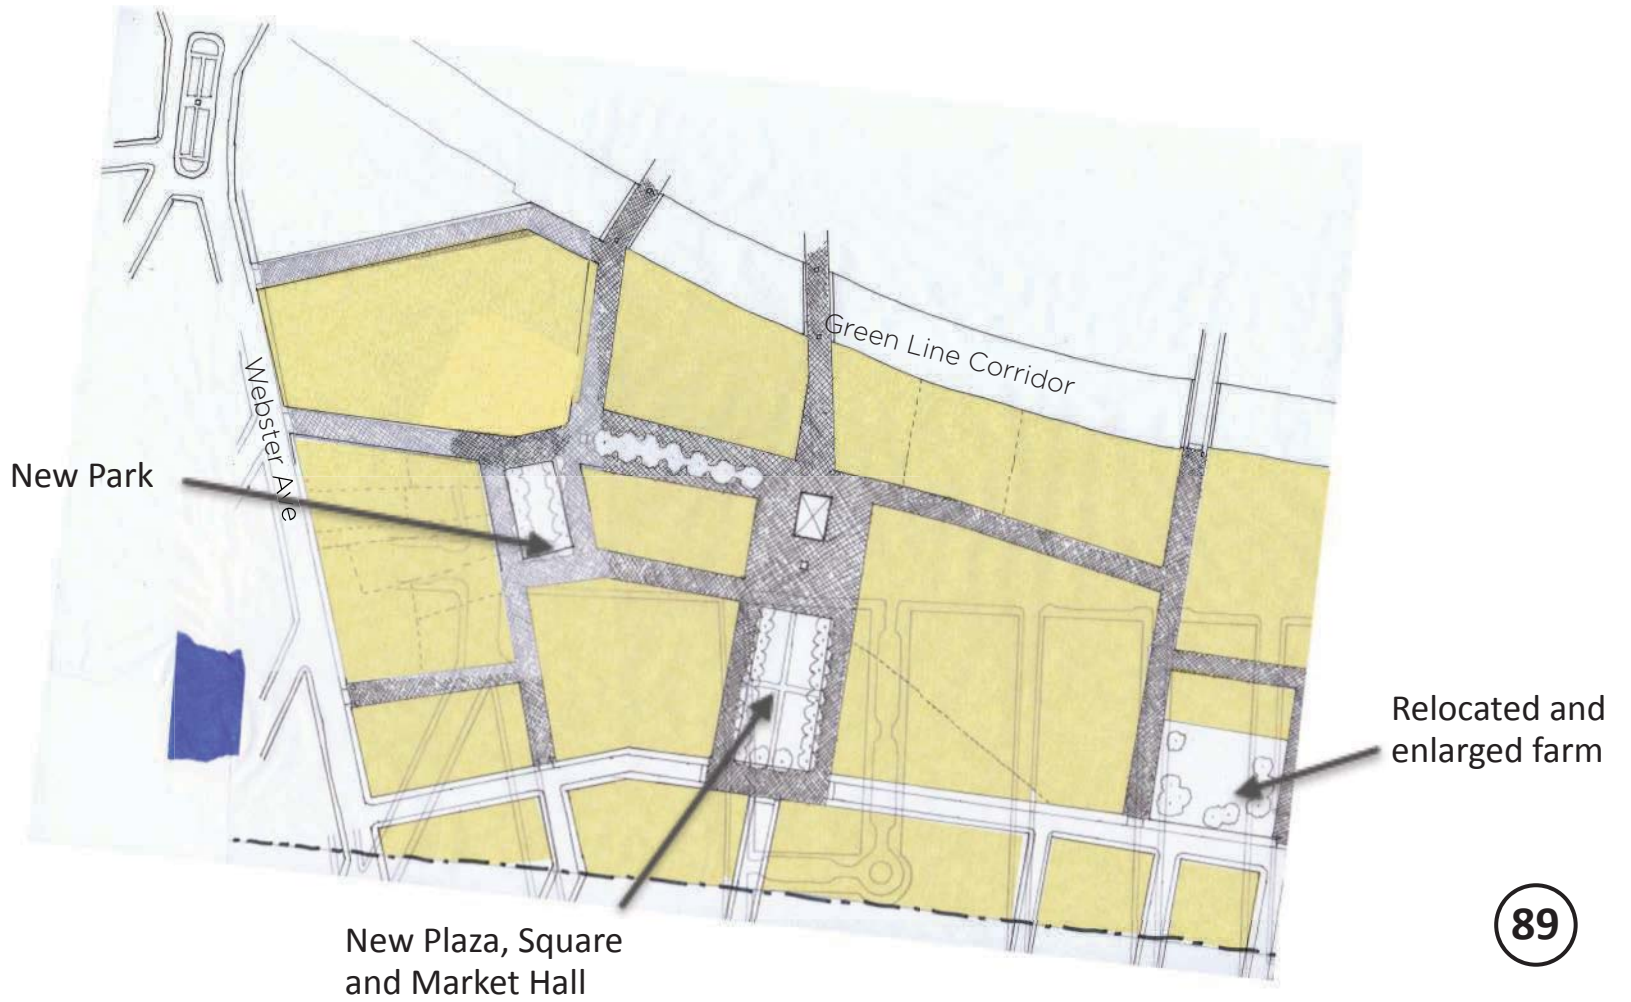 Green Line Corridor
Webster Ave
New Park
Relocated and
enlarged farm
New Plaza, Square
and Market Hall
89